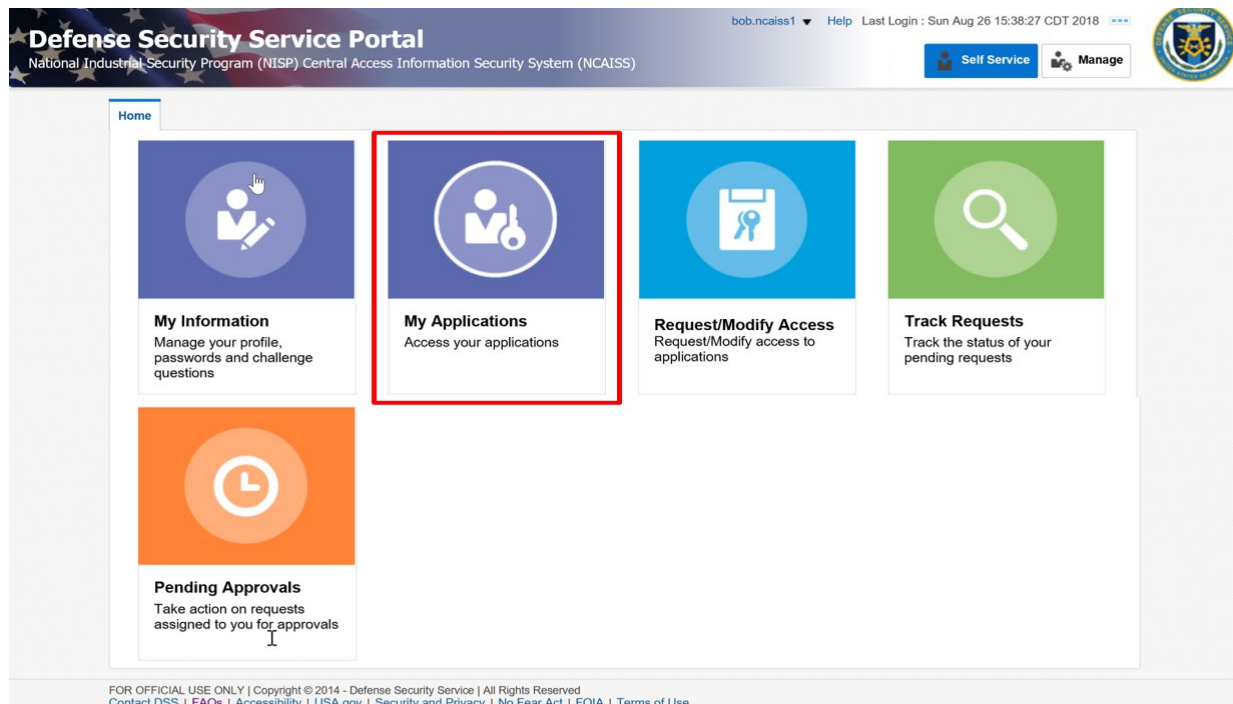 bob.ncaiss1 Help Last Login : Sun Aug 26 15:38:27 CDT 2018
Defense Security Service Portal
National Industrial Security Program (NISP) Central Access Information Security System (NCAISS)
Self Service Manage
Home
My Information
Manage your profile,
passwords and challenge
questions
My Applications
Access your applications
Request/Modify Access
Request/Modify access to
applications
Track Requests
Track the status of your
pending requests
Pending Approvals
Take action on requests
assigned to you for approvals
FOR OFFICIAL USE ONLY | Copyright © 2014 - Defense Security Service | All Rights Reserved
Contact DSS | FAQs | Accessibility | USA.gov | Security and Privacy | No Fear Act | FOIA | Terms of Use